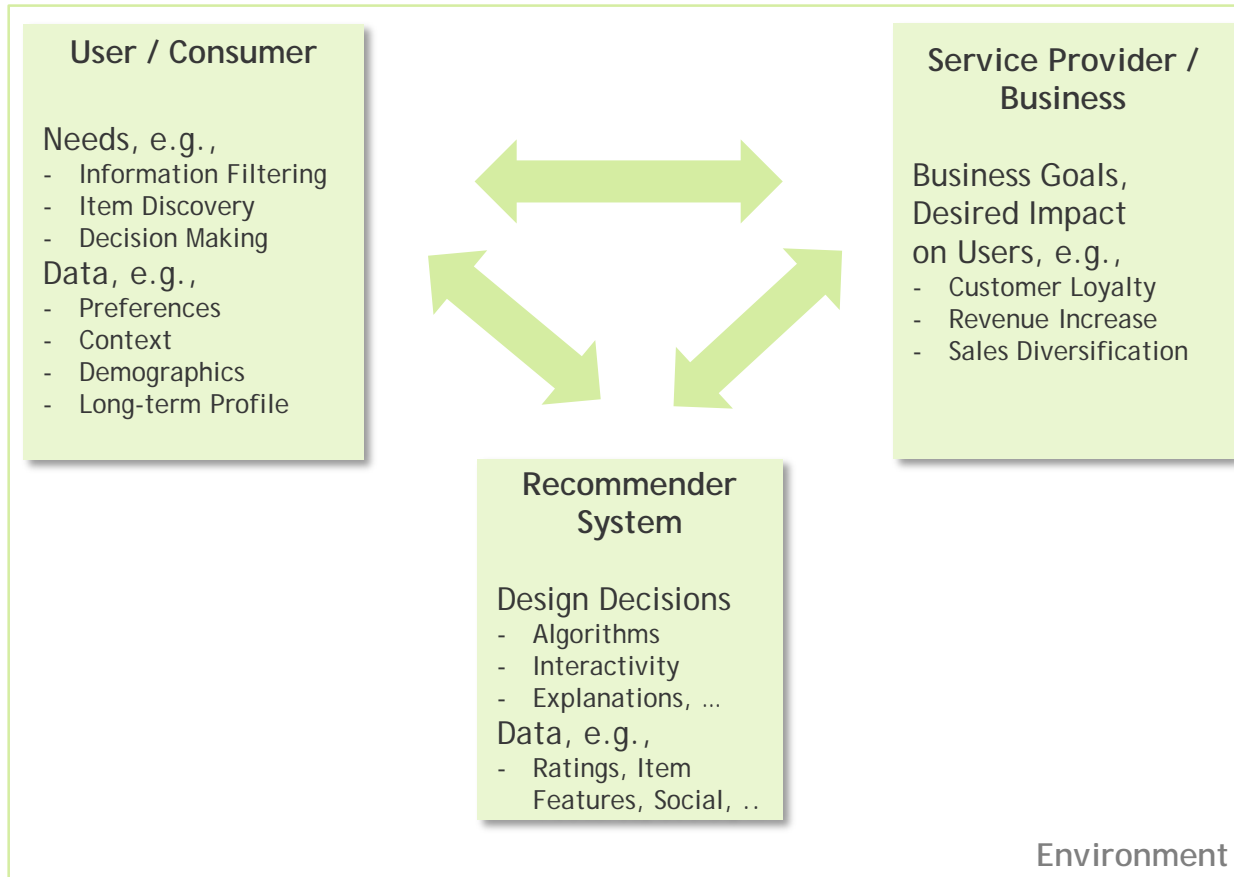 User / Consumer
Needs, e.g.,
- Information Filtering
- Item Discovery
- Decision Making
Data, e.g.,
- Preferences
- Context
- Demographics
- Long-term Profile
Service Provider /
Business
Business Goals,
Desired Impact
on Users, e.g.,
- Customer Loyalty
- Revenue Increase
- Sales Diversification
Recommender
System
Design Decisions
- Algorithms
- Interactivity
- Explanations, …
Data, e.g.,
- Ratings, Item
Features, Social, ..
Environment